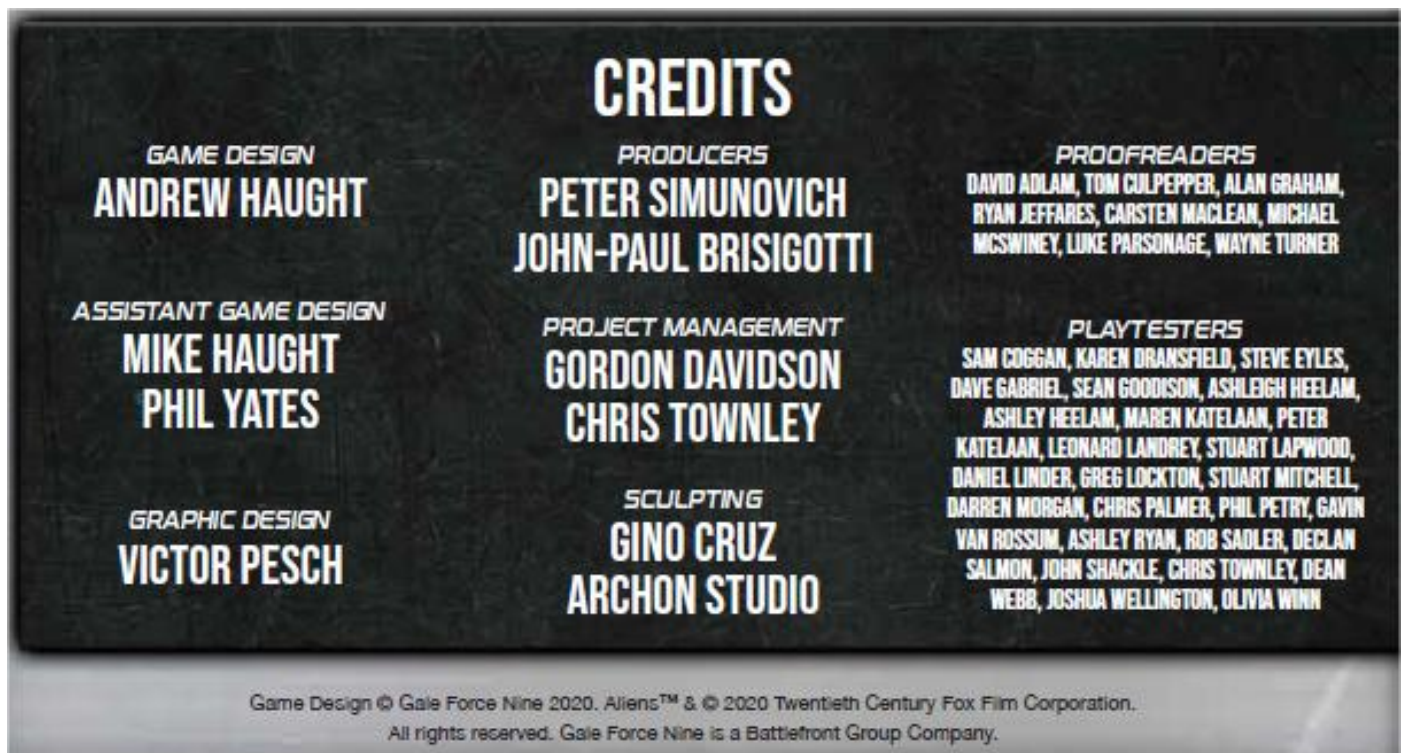 CREDITS
GAME DESIGN
ANDREW HAUGHT
ASSISTANT GAME DESIGN
MIKE HAUGHT
PHIL YATES
GRAPHIC DESIGN
VICTOR PESCH
PRODUCERS
PETER SIMUNOVICH
JOHN-PAUL BRISIGOTTI
PROJECT MANAGEMENT
GORDON DAVIDSON
CHRIS TOWNLEY
SCULPTING
GINO CRUZ
ARCHON STUDIO
PROOFREADERS
DAVID ADLAM, TOM CULPEPPER, ALAN GRAHAM,
RYAN JEFFARES, CARSTEN MACLEAN, MICHAEL
MCSWINEY, LUKE PARSONAGE, WAYNE TURNER
PLAYTESTERS
SAM COGGAN, KAREN DRANSFIELD, STEVE EYLES,
DAVE GABRIEL, SEAN GOODISON, ASHLEIGH HEELAM,
ASHLEY HEELAM, MAREN KATELAAN, PETER
KATELAAN, LEONARD LANDREY, STUART LAPWOOD,
DANIEL LINDER, GREG LOCKTON, STUART MITCHELL,
DARREN MORGAN, CHRIS PALMER, PHIL PETRY, GAVIN
VAN ROSSUM, ASHLEY RYAN, ROB SADLER, DECLAN
SALMON, JOHN SHACKLE, CHRIS TOWNLEY, DEAN
WEBB, JOSHUA WELLINGTON, OLIVIA WINN
Game Design © Gale Force Nine 2020. Aliens™ & © 2020 Twentieth Century Fox Film Corporation.
All rights reserved. Gale Force Nine is a Battlefront Group Company.